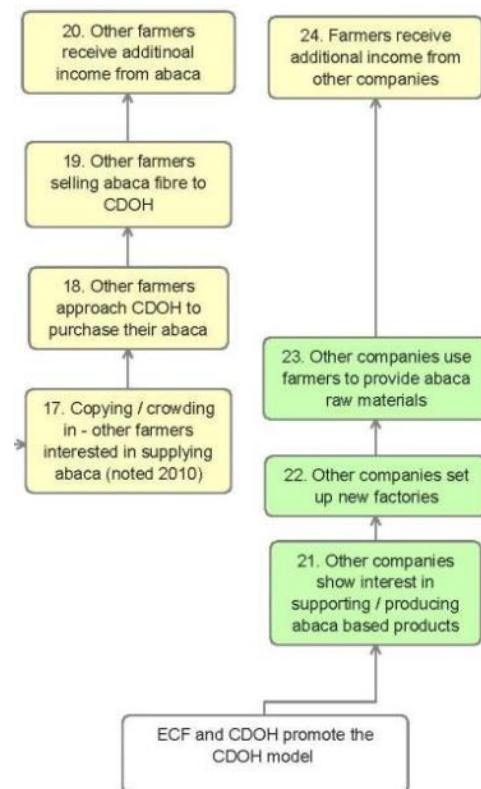 20. Other farmers
receive additinoal
income from abaca
24. Farmers receive
additional income from
other companies
19. Other farmers
selling abaca fibre to
CDOH
18. Other farmers
approach CDOH to
purchase their abaca
23. Other companies use
farmers to provide abaca
raw materials
17. Copying / crowding
in - other farmers
interested in supplying
abaca (noted 2010)
22. Other companies set
up new factories
21. Other companies
show interest in
supporting / producing
abaca based products
ECF and CDOH promote the
CDOH model